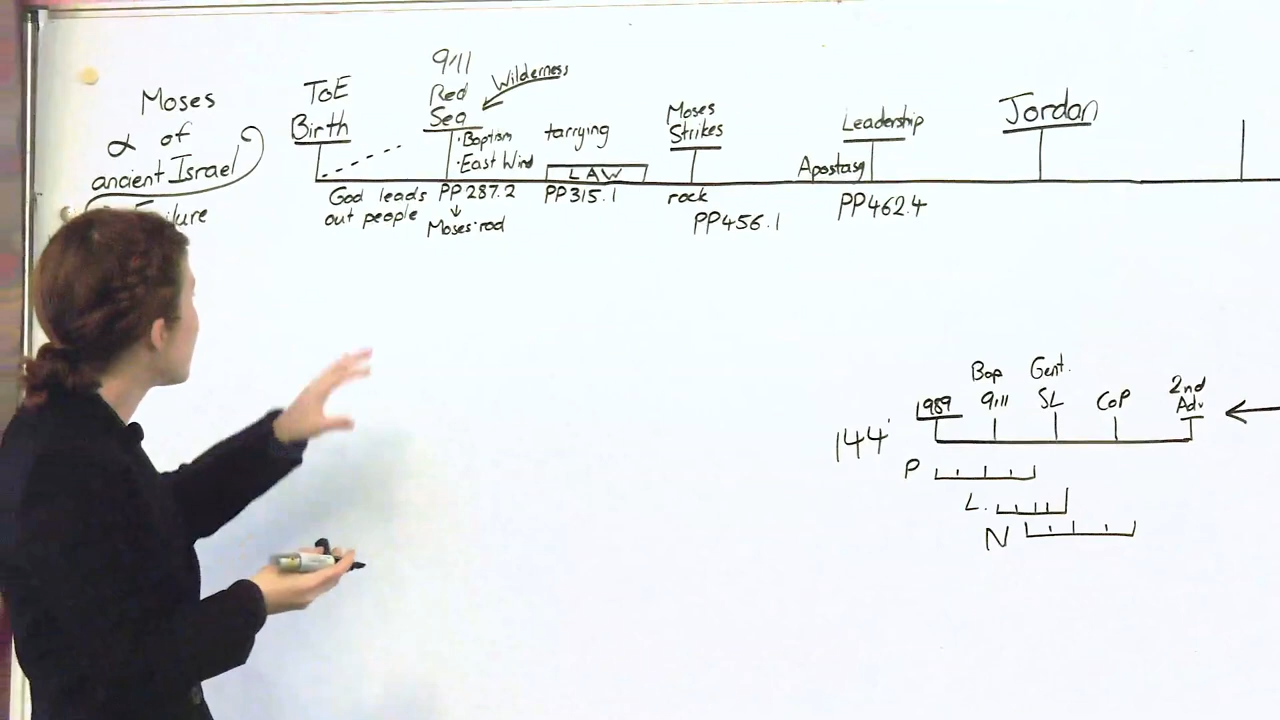 Moses
α of
ancient Israel
ToE
Birth
God leads
out people
9/11
Red
Sea
Wilderness
·Baptism
·East Wind
PP 287.2
↓
Moses' rod
tarrying
LAW
PP315.1
Moses
Strikes
rock
PP456.1
Leadership
Apostasy
PP462.4
Jordan
144'
1989
Bap
9/11
Gent.
SL
CoP
2nd
Adv
P
L.
N